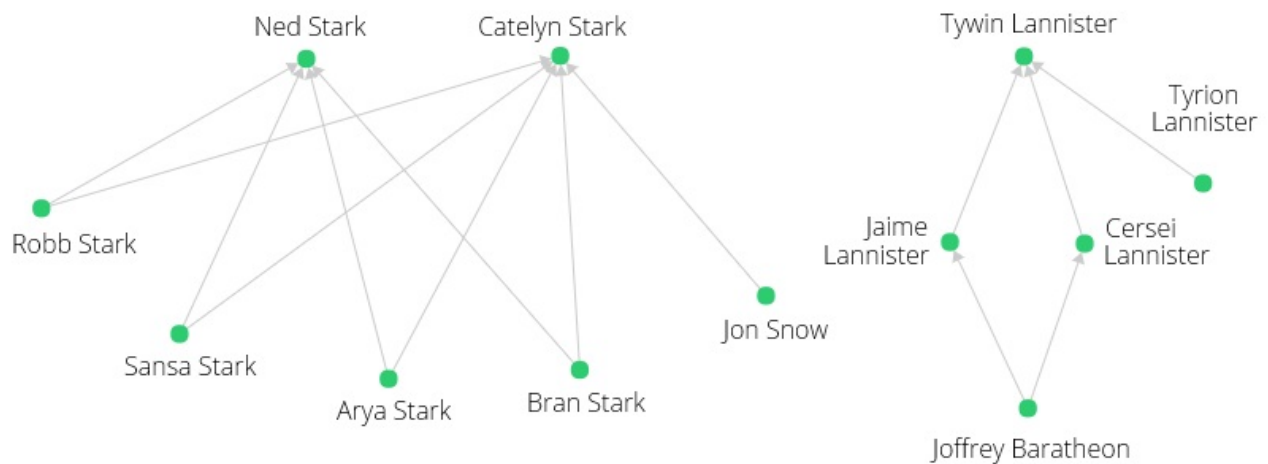 Ned Stark
Catelyn Stark
Tywin Lannister
Tyrion
Lannister
Robb Stark
Jaime
Lannister
Cersei
Lannister
Jon Snow
Sansa Stark
Arya Stark
Bran Stark
Joffrey Baratheon